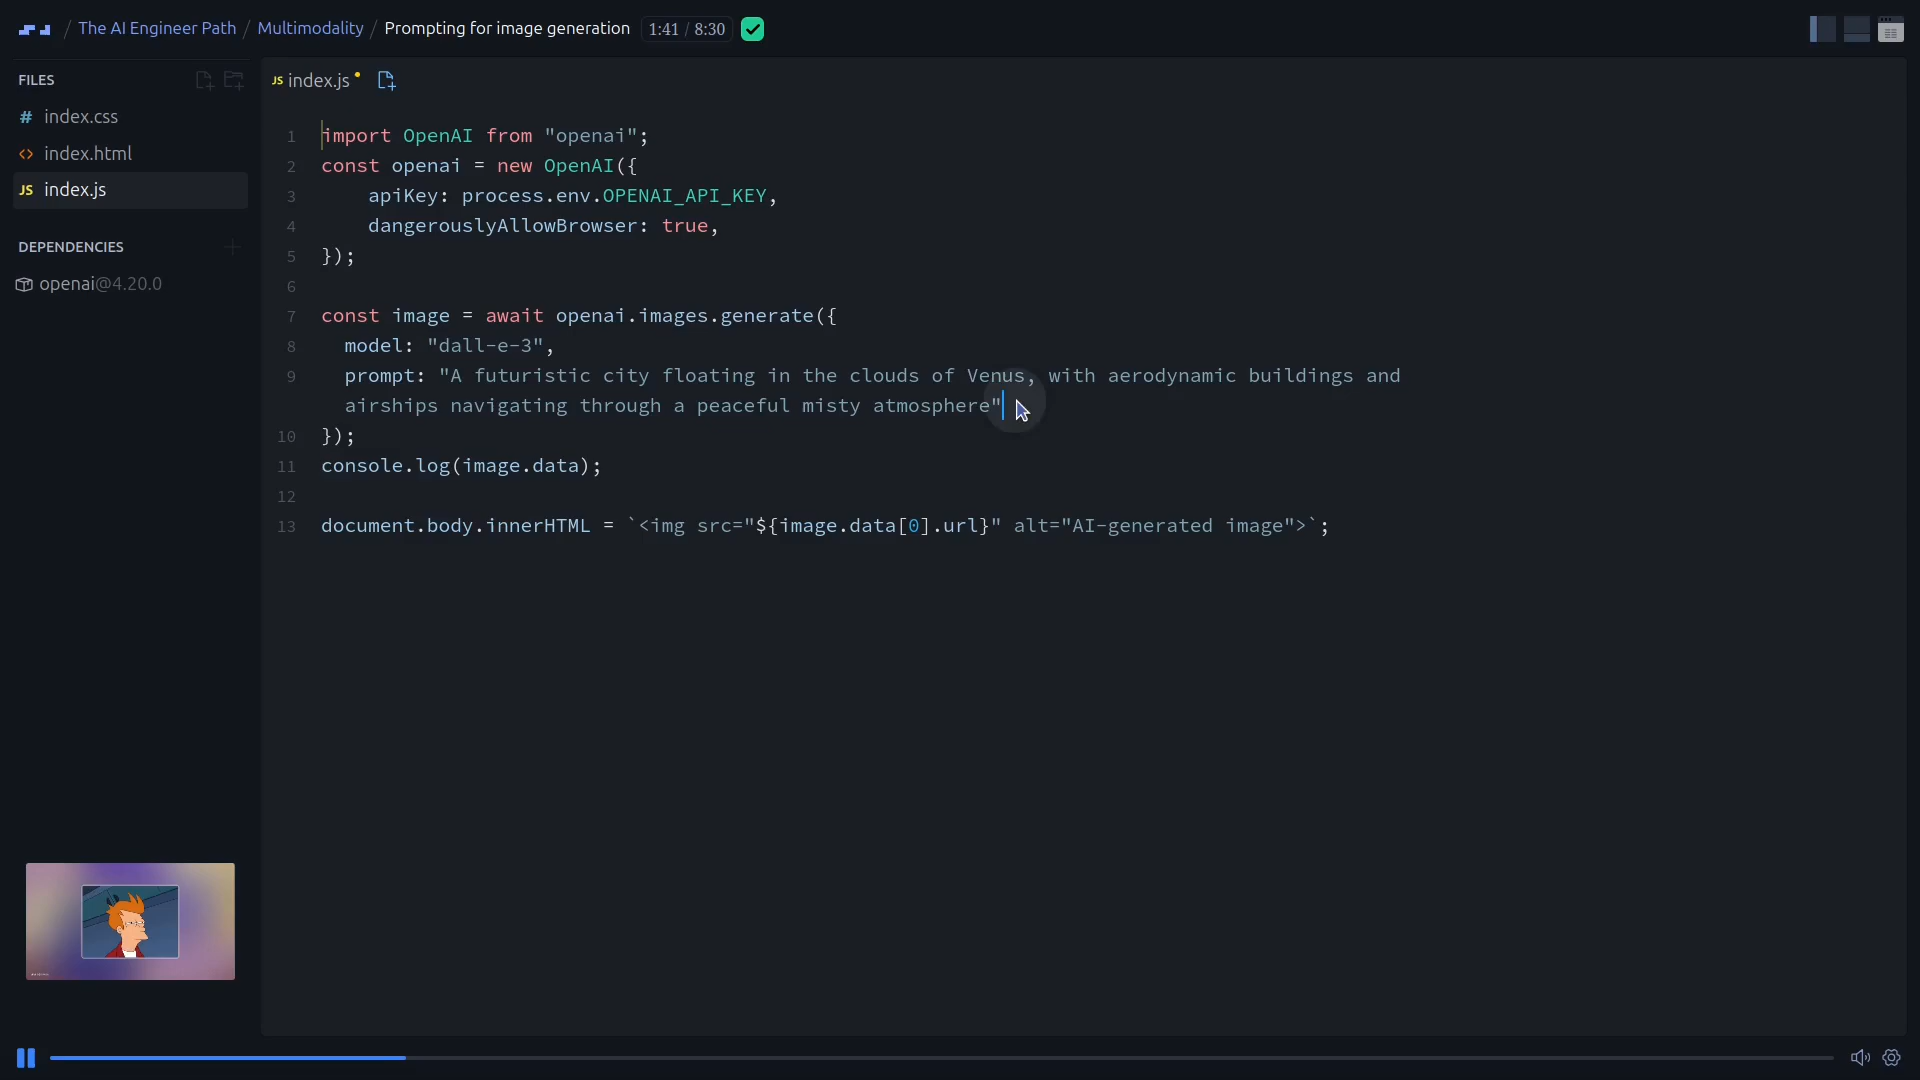 / The AI Engineer Path / Multimodality / Prompting for image generation 1:41 / 8:30
FILES
# index.css
<> index.html
JS index.js
DEPENDENCIES
openai@4.20.0
JS index.js
1 import OpenAI from "openai";
2 const openai = new OpenAI({
3 apiKey: process.env.OPENAI_API_KEY,
4 dangerouslyAllowBrowser: true,
5 });
6
7 const image = await openai.images.generate({
8 model: "dall-e-3",
9 prompt: "A futuristic city floating in the clouds of Venus, with aerodynamic buildings and
airships navigating through a peaceful misty atmosphere"
10 });
11 console.log(image.data);
12
13 document.body.innerHTML = `<img src="${image.data[0].url}" alt="AI-generated image">`;